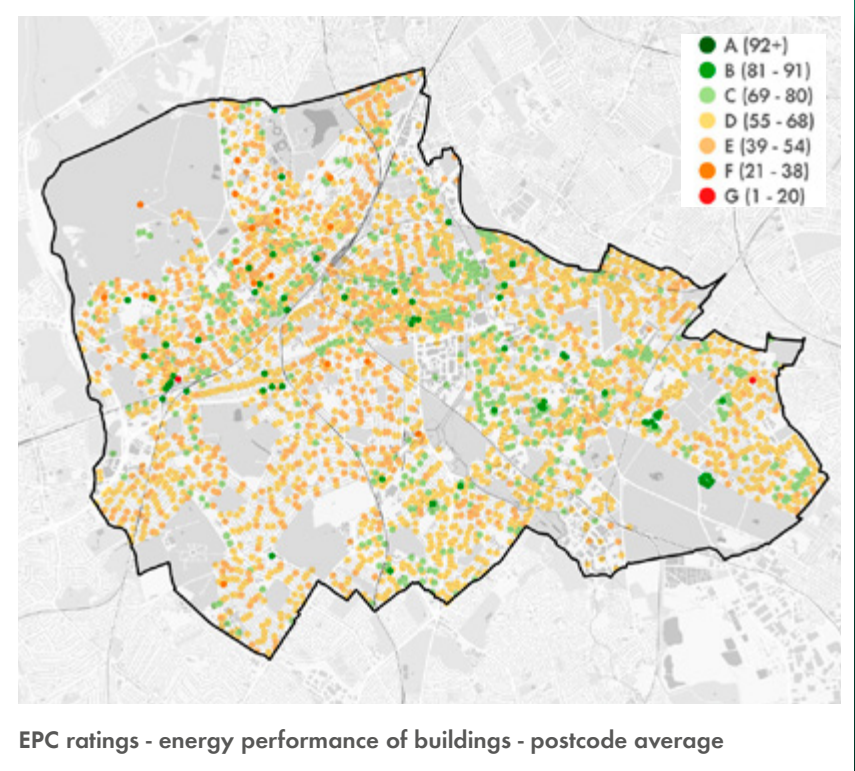 A (92+)
B (81 - 91)
C (69 - 80)
D (55 - 68)
E (39 - 54)
F (21 - 38)
G (1 - 20)
EPC ratings - energy performance of buildings - postcode average